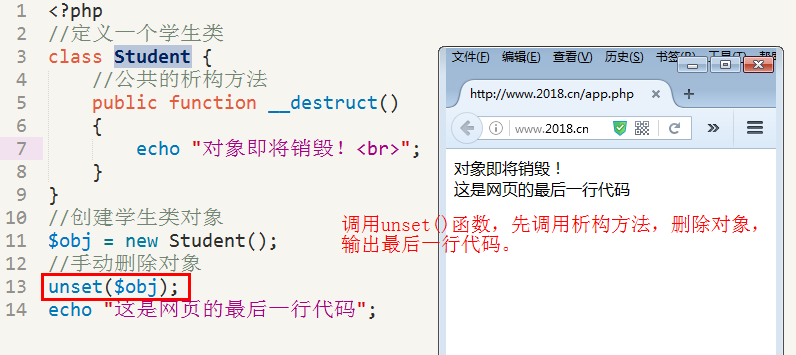 1 <?php
2 //定义一个学生类
3 class Student {
4 //公共的析构方法
5 public function __destruct()
6 {
7 echo "对象即将销毁！<br>";
8 }
9 }
10 //创建学生类对象
11 $obj = new Student();
12 //手动删除对象
13 unset($obj);
14 echo "这是网页的最后一行代码";
文件(F) 编辑(E) 查看(V) 历史(S)
http://www.2018.cn/app.php
www.2018.cn
对象即将销毁！
这是网页的最后一行代码
调用unset()函数，先调用析构方法，删除对象，
输出最后一行代码。